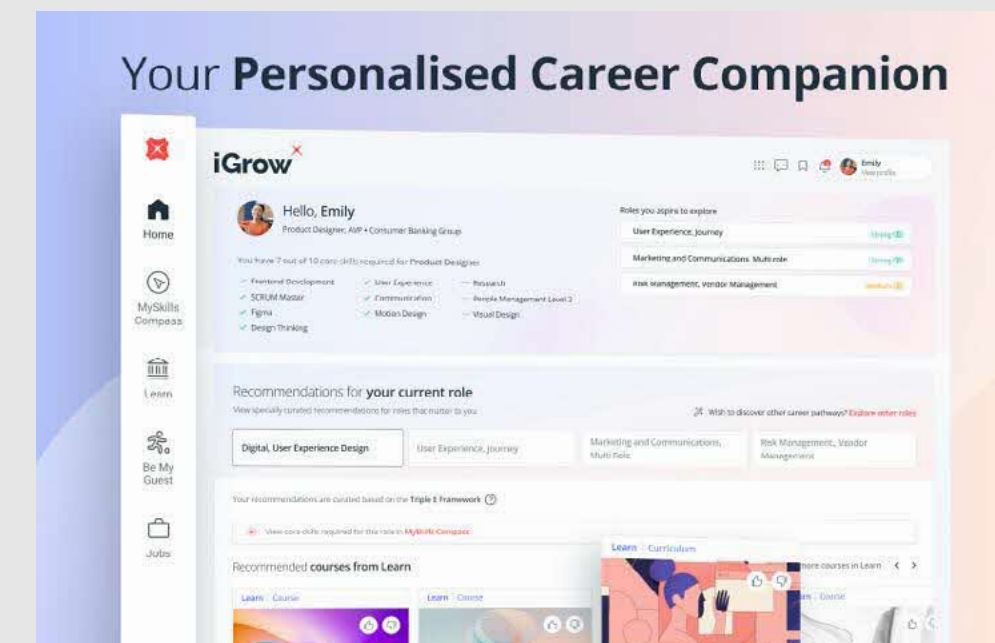 Your Personalised Career Companion
iGrow
Emily
View profile
Home
MySkills
Compass
Learn
Be My
Guest
Jobs
Hello, Emily
Product Designer, AVP • Consumer Banking Group
You have 7 out of 10 core skills required for Product Designer
Frontend Development
SCRUM Master
Figma
Design Thinking
User Experience
Communication
Motion Design
Research
People Management Level 3
Visual Design
Roles you aspire to explore
User Experience, Journey
Strong
Marketing and Communications, Multi role
Strong
Risk Management, Vendor Management
Medium
Recommendations for your current role
View specially curated recommendations for roles that matter to you
Wish to discover other career pathways? Explore other roles
Digital, User Experience Design
User Experience, Journey
Marketing and Communications,
Multi Role
Risk Management, Vendor
Management
Your recommendations are curated based on the Triple E Framework
View core skills required for this role in MySkills Compass
Recommended courses from Learn
more courses in Learn
Learn | Course
Learn | Course
Learn | Curriculum
Course